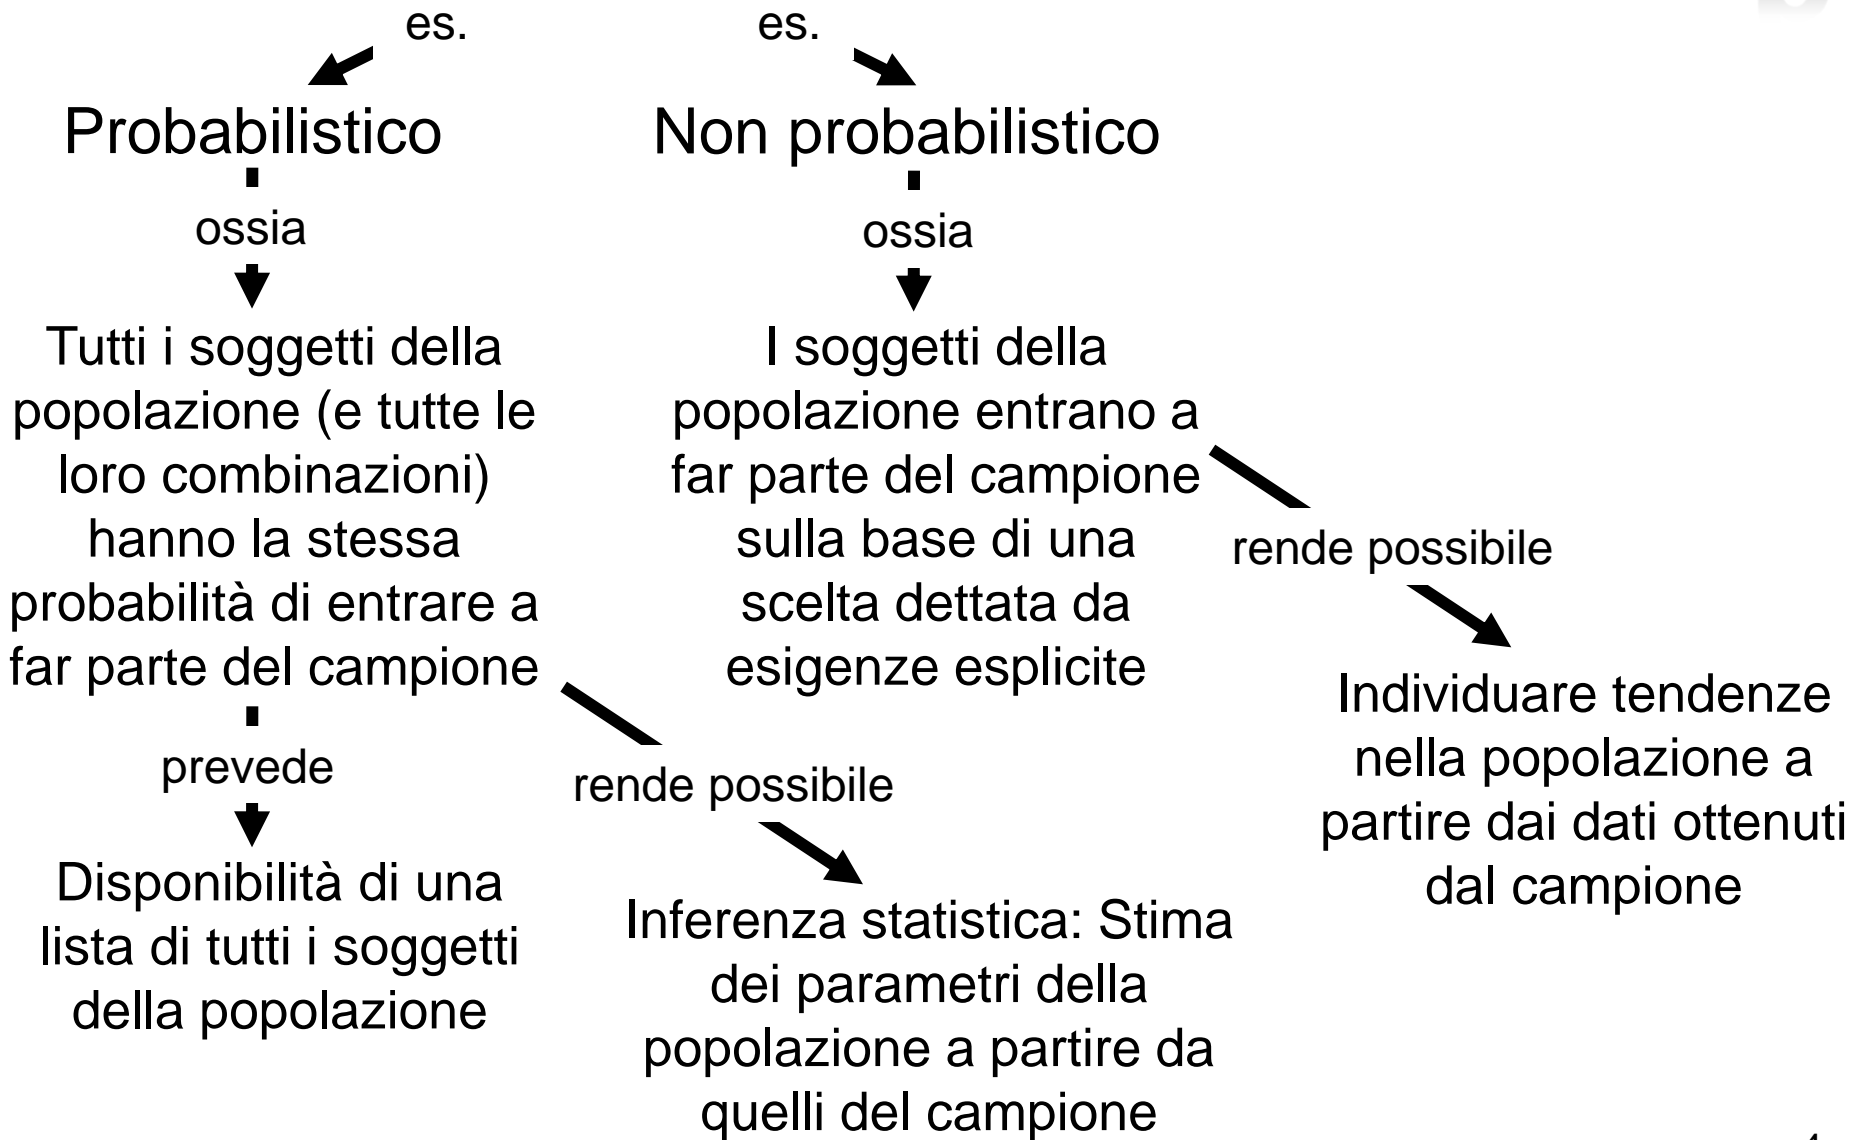 es.
es.
Probabilistico
Non probabilistico
ossia
ossia
Tutti i soggetti della
popolazione (e tutte le
loro combinazioni)
hanno la stessa
probabilità di entrare a
far parte del campione
I soggetti della
popolazione entrano a
far parte del campione
sulla base di una
scelta dettata da
esigenze esplicite
rende possibile
Individuare tendenze
nella popolazione a
partire dai dati ottenuti
dal campione
prevede
rende possibile
Disponibilità di una
lista di tutti i soggetti
della popolazione
Inferenza statistica: Stima
dei parametri della
popolazione a partire da
quelli del campione